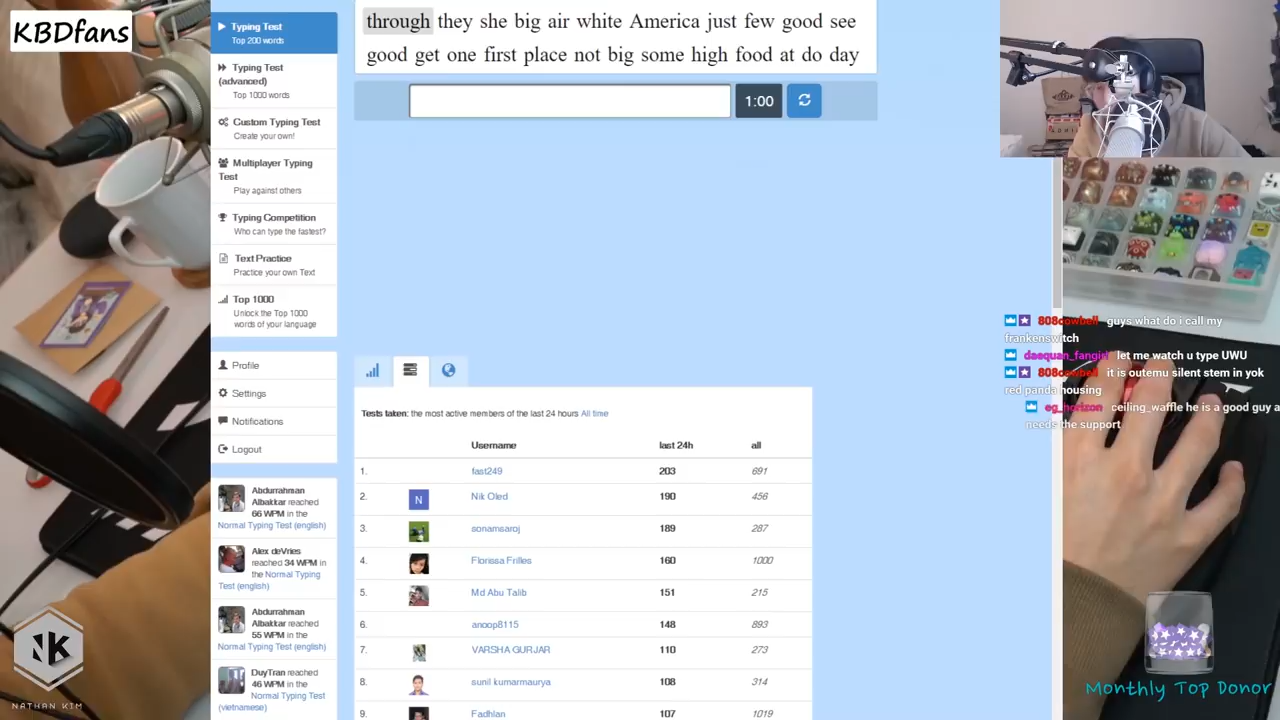 KBDfans
Typing Test
Top 200 words
Typing Test
(advanced)
Top 1000 words
Custom Typing Test
Create your own!
Multiplayer Typing
Test
Play against others
Typing Competition
Who can type the fastest?
Text Practice
Practice your own Text
Top 1000
Unlock the Top 1000
words of your language
Profile
Settings
Notifications
Logout
Abdurrahman
Albakkar reached
66 WPM in the
Normal Typing Test (english)
Alex deVries
reached 34 WPM in
the Normal Typing
Test (english)
Abdurrahman
Albakkar reached
55 WPM in the
Normal Typing Test (english)
DuyTran reached
46 WPM in the
Normal Typing Test
(vietnamese)
NK
NATHAN KIM
through they she big air white America just few good see
good get one first place not big some high food at do day
1:00
Tests taken: the most active members of the last 24 hours All time
Username last 24h all
1. fast249 203 691
2. N Nik Oled 190 456
3. sonamsaroj 189 287
4. Florissa Frilles 160 1000
5. Md Abu Talib 151 215
6. anoop8115 148 893
7. VARSHA GURJAR 110 273
8. sunil kumarmaurya 108 314
9. Fadhlan 107 1019
808cowbell guys what do i call my
frankenswitch
daequan_fangirl let me watch u type UWU
808cowbell it is outemu silent stem in yok
red panda housing
eg_horizon ceiling_waffle he is a good guy a
needs the support
Monthly Top Donor